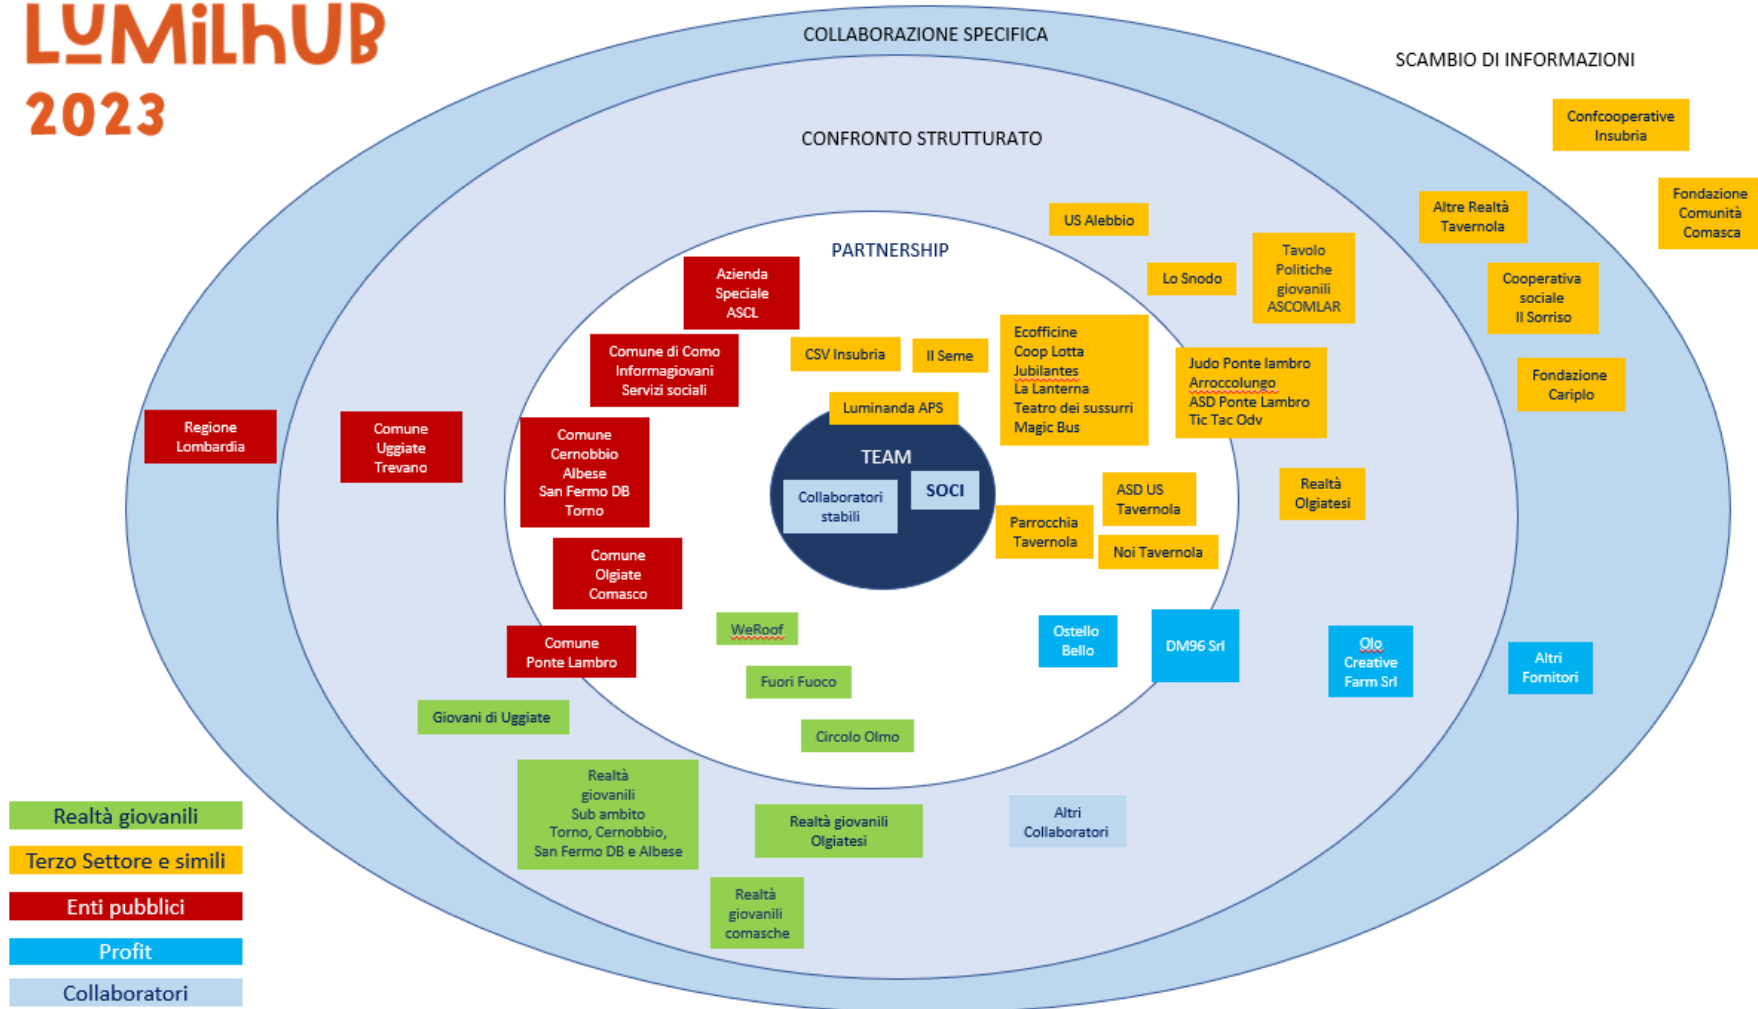 LUMiLhUB
2023
COLLABORAZIONE SPECIFICA
SCAMBIO DI INFORMAZIONI
Confcooperative
Insubria
CONFRONTO STRUTTURATO
Fondazione
Comunità
Comasca
Altre Realtà
Tavernola
US Alebbio
Tavolo
Politiche
giovanili
ASCOMLAR
PARTNERSHIP
Lo Snodo
Cooperativa
sociale
Il Sorriso
Azienda
Speciale
ASCL
Comune di Como
Informagiovani
Servizi sociali
CSV Insubria
Il Seme
Ecofficine
Coop Lotta
Jubilantes
La Lanterna
Teatro dei sussurri
Magic Bus
Judo Ponte lambro
Arroccolungo
ASD Ponte Lambro
Tic Tac Odv
Fondazione
Cariplo
Luminanda APS
Regione
Lombardia
Comune
Uggiate
Trevano
Comune
Cernobbio
Albese
San Fermo DB
Torno
TEAM
Collaboratori
stabili
SOCI
ASD US
Tavernola
Realtà
Olgiatesi
Parrocchia
Tavernola
Noi Tavernola
Comune
Olgiate
Comasco
WeRoof
Ostello
Bello
DM96 Srl
Olo
Creative
Farm Srl
Altri
Fornitori
Comune
Ponte Lambro
Fuori Fuoco
Giovani di Uggiate
Circolo Olmo
Realtà
giovanili
Sub ambito
Torno, Cernobbio,
San Fermo DB e Albese
Realtà giovanili
Olgiatesi
Altri
Collaboratori
Realtà
giovanili
comasche
Realtà giovanili
Terzo Settore e simili
Enti pubblici
Profit
Collaboratori